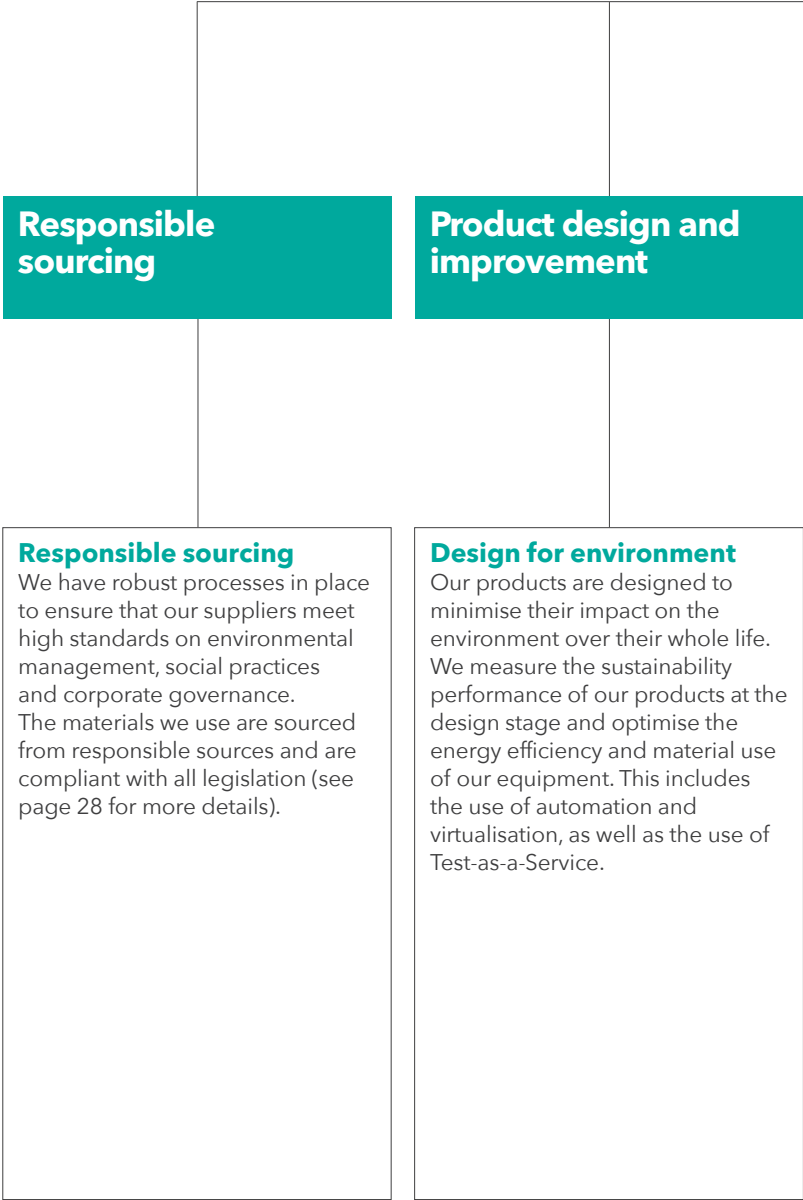 Responsible
sourcing
Product design and
improvement
Responsible sourcing
We have robust processes in place
to ensure that our suppliers meet
high standards on environmental
management, social practices
and corporate governance.
The materials we use are sourced
from responsible sources and are
compliant with all legislation (see
page 28 for more details).
Design for environment
Our products are designed to
minimise their impact on the
environment over their whole life.
We measure the sustainability
performance of our products at the
design stage and optimise the
energy efficiency and material use
of our equipment. This includes
the use of automation and
virtualisation, as well as the use of
Test-as-a-Service.